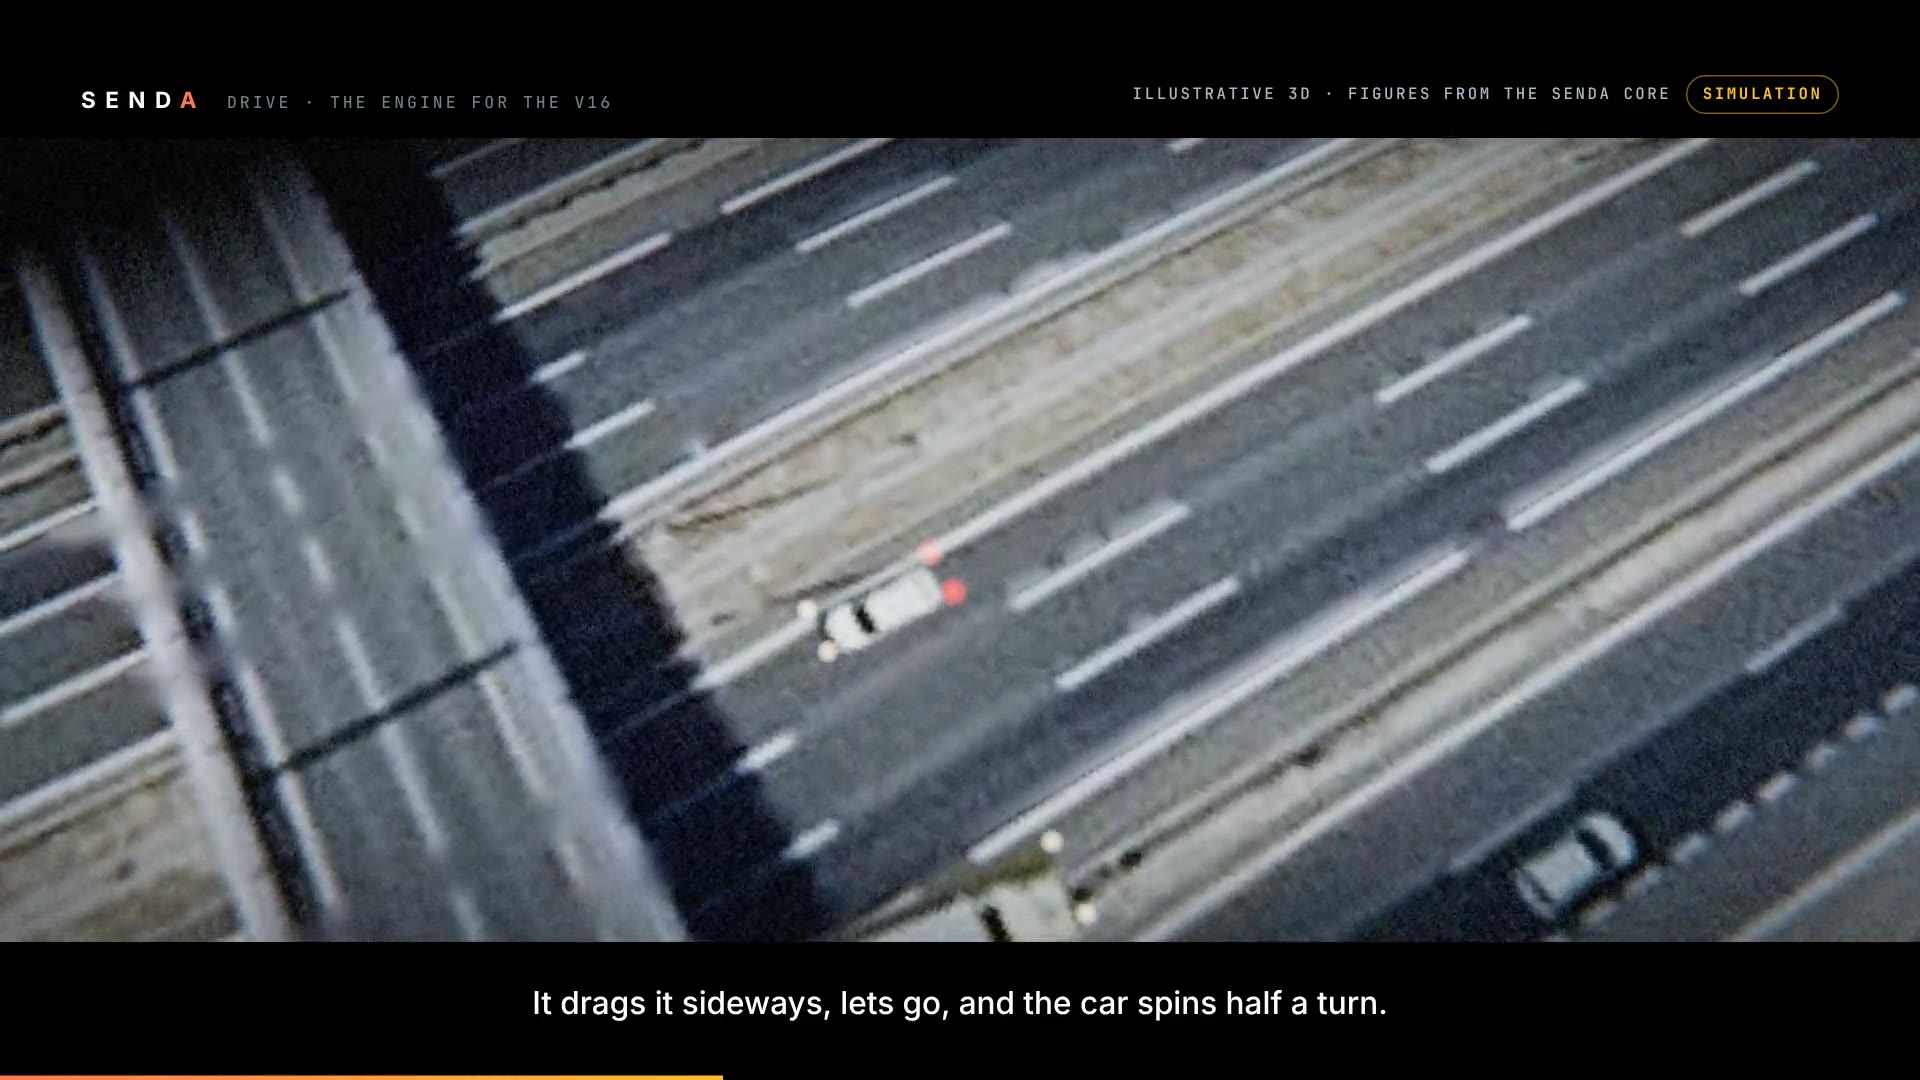 SENDA DRIVE · THE ENGINE FOR THE V16
ILLUSTRATIVE 3D · FIGURES FROM THE SENDA CORE SIMULATION
It drags it sideways, lets go, and the car spins half a turn.